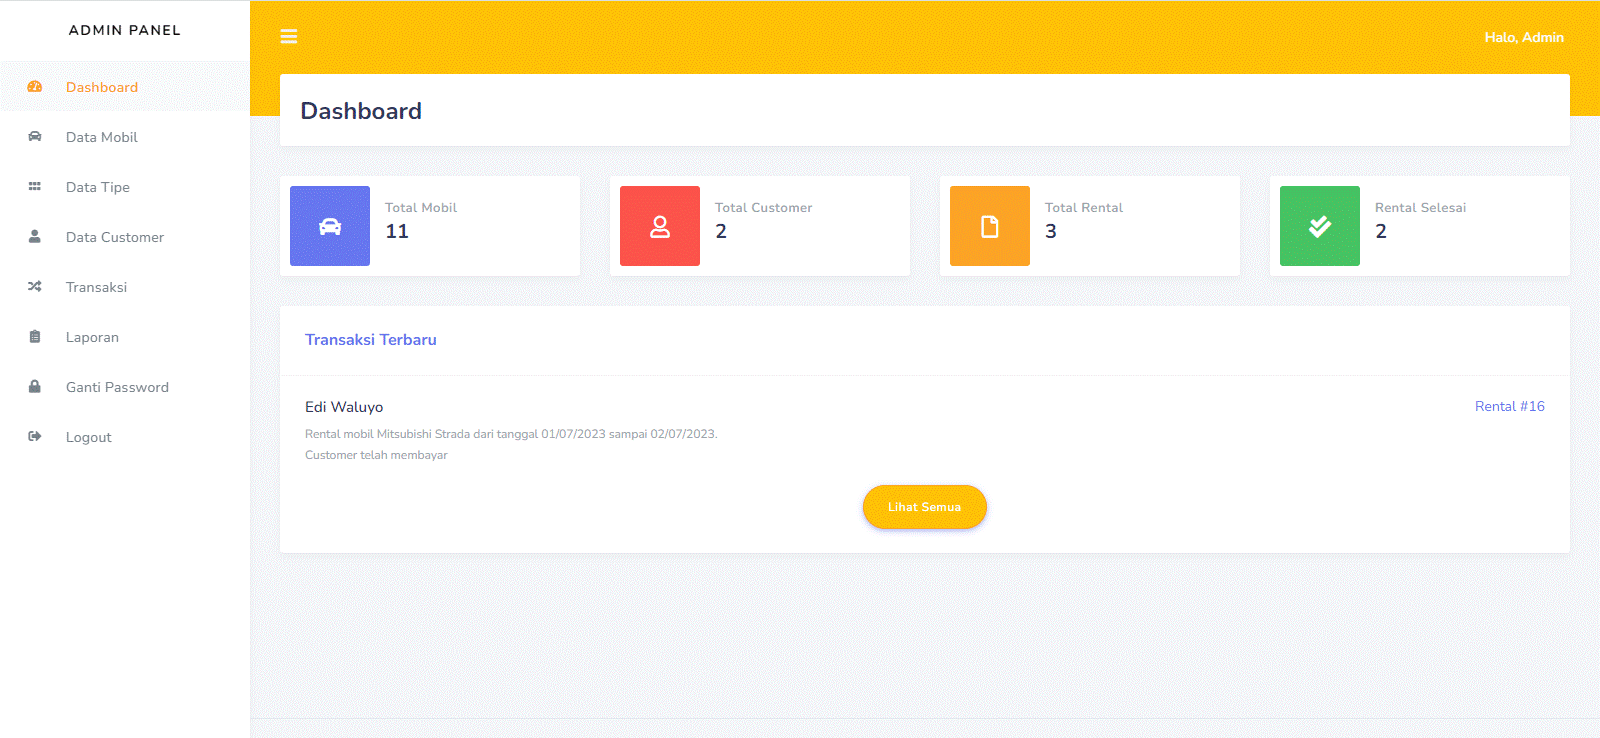 ADMIN PANEL
Halo, Admin
Dashboard
Data Mobil
Data Tipe
Data Customer
Transaksi
Laporan
Ganti Password
Logout
Dashboard
Total Mobil
11
Total Customer
2
Total Rental
3
Rental Selesai
2
Transaksi Terbaru
Edi Waluyo
Rental #16
Rental mobil Mitsubishi Strada dari tanggal 01/07/2023 sampai 02/07/2023.
Customer telah membayar
Lihat Semua